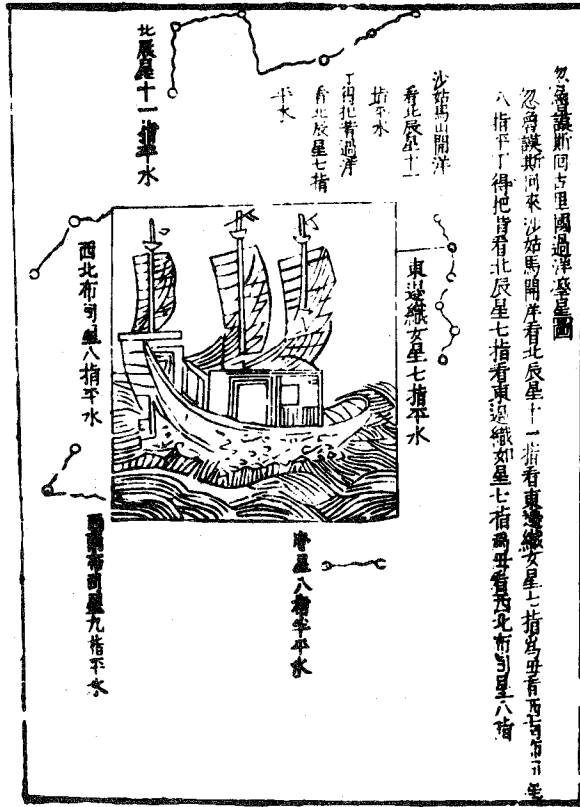 忽魯謨斯回古里國過洋牽星圖
忽魯謨斯回來沙姑馬開洋看北辰星十一指看東邊織女星七指爲母看西南布司星
八指平丁得把昔看北辰星七指看東邊織如星七指爲母看西北布司星八指
沙姑馬山開洋
看北辰星十一
指平水
丁得把昔過洋
看北辰星七指
平水
北辰星十一指平水
東邊織女星七指平水
西北布司星八指平水
骨星八指半平水
西南布司星九指平水